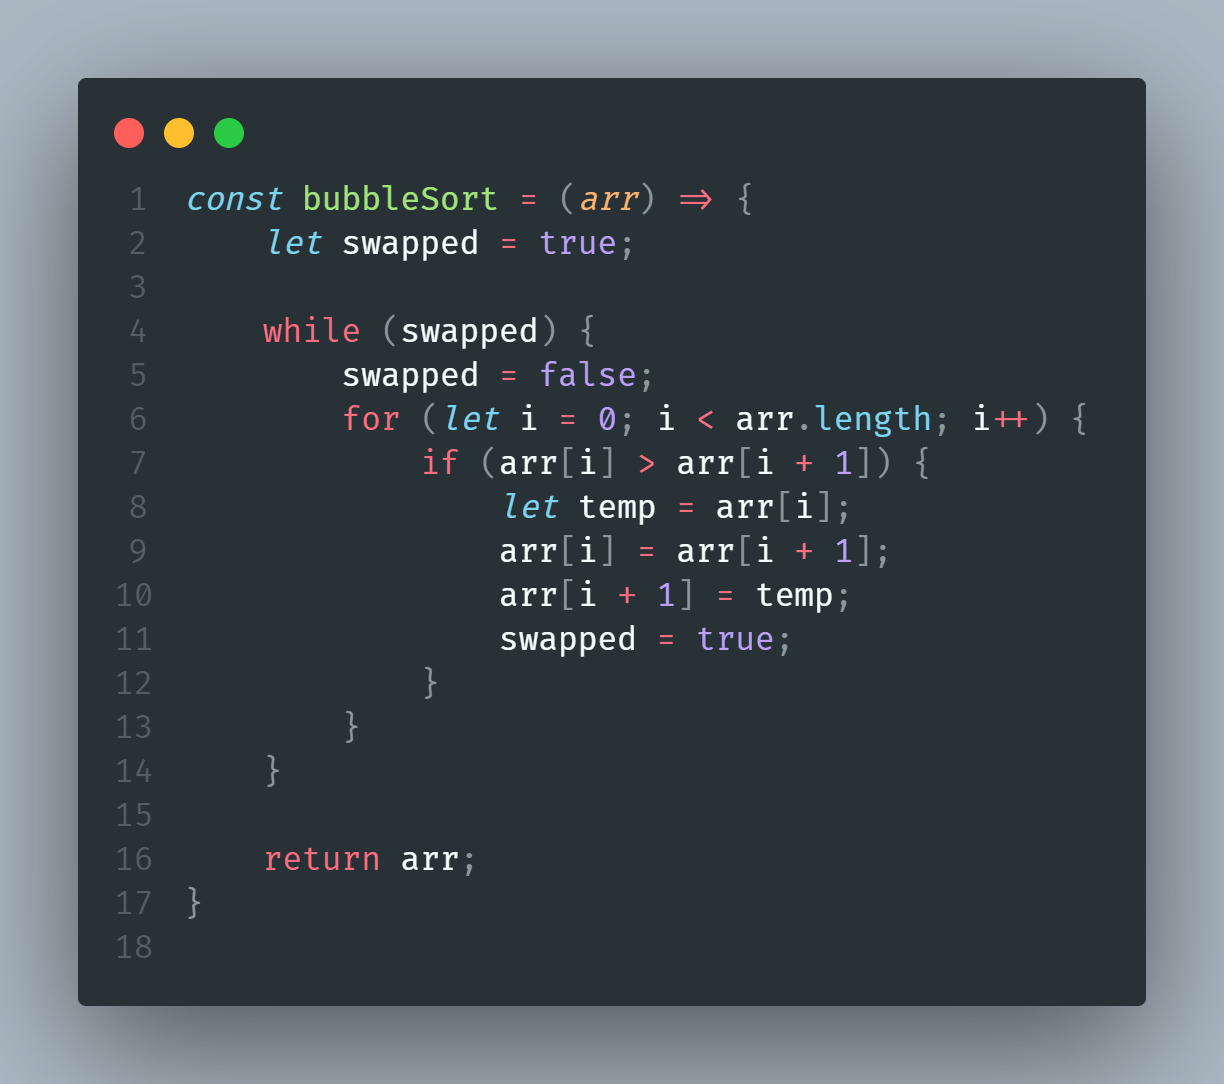 1 const bubbleSort = (arr) => {
2     let swapped = true;
3
4     while (swapped) {
5         swapped = false;
6         for (let i = 0; i < arr.length; i++) {
7             if (arr[i] > arr[i + 1]) {
8                 let temp = arr[i];
9                 arr[i] = arr[i + 1];
10                 arr[i + 1] = temp;
11                 swapped = true;
12             }
13         }
14     }
15
16     return arr;
17 }
18